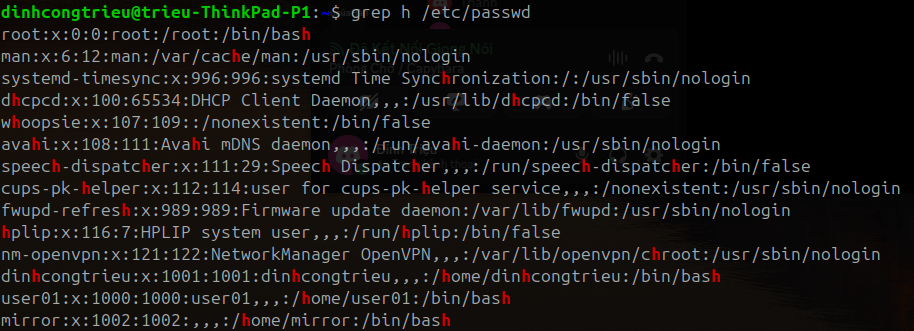 dinhcongtrieu@trieu-ThinkPad-P1:~$ grep h /etc/passwd
root:x:0:0:root:/root:/bin/bash
man:x:6:12:man:/var/cache/man:/usr/sbin/nologin
systemd-timesync:x:996:996:systemd Time Synchronization:/:/usr/sbin/nologin
dhcpcd:x:100:65534:DHCP Client Daemon,,,:/usr/lib/dhcpcd:/bin/false
whoopsie:x:107:109::/nonexistent:/bin/false
avahi:x:108:111:Avahi mDNS daemon,,,:/run/avahi-daemon:/usr/sbin/nologin
speech-dispatcher:x:111:29:Speech Dispatcher,,,:/run/speech-dispatcher:/bin/false
cups-pk-helper:x:112:114:user for cups-pk-helper service,,,:/nonexistent:/usr/sbin/nologin
fwupd-refresh:x:989:989:Firmware update daemon:/var/lib/fwupd:/usr/sbin/nologin
hplip:x:116:7:HPLIP system user,,,:/run/hplip:/bin/false
nm-openvpn:x:121:122:NetworkManager OpenVPN,,,:/var/lib/openvpn/chroot:/usr/sbin/nologin
dinhcongtrieu:x:1001:1001:dinhcongtrieu,,,:/home/dinhcongtrieu:/bin/bash
user01:x:1000:1000:user01,,,:/home/user01:/bin/bash
mirror:x:1002:1002:,,,:/home/mirror:/bin/bash